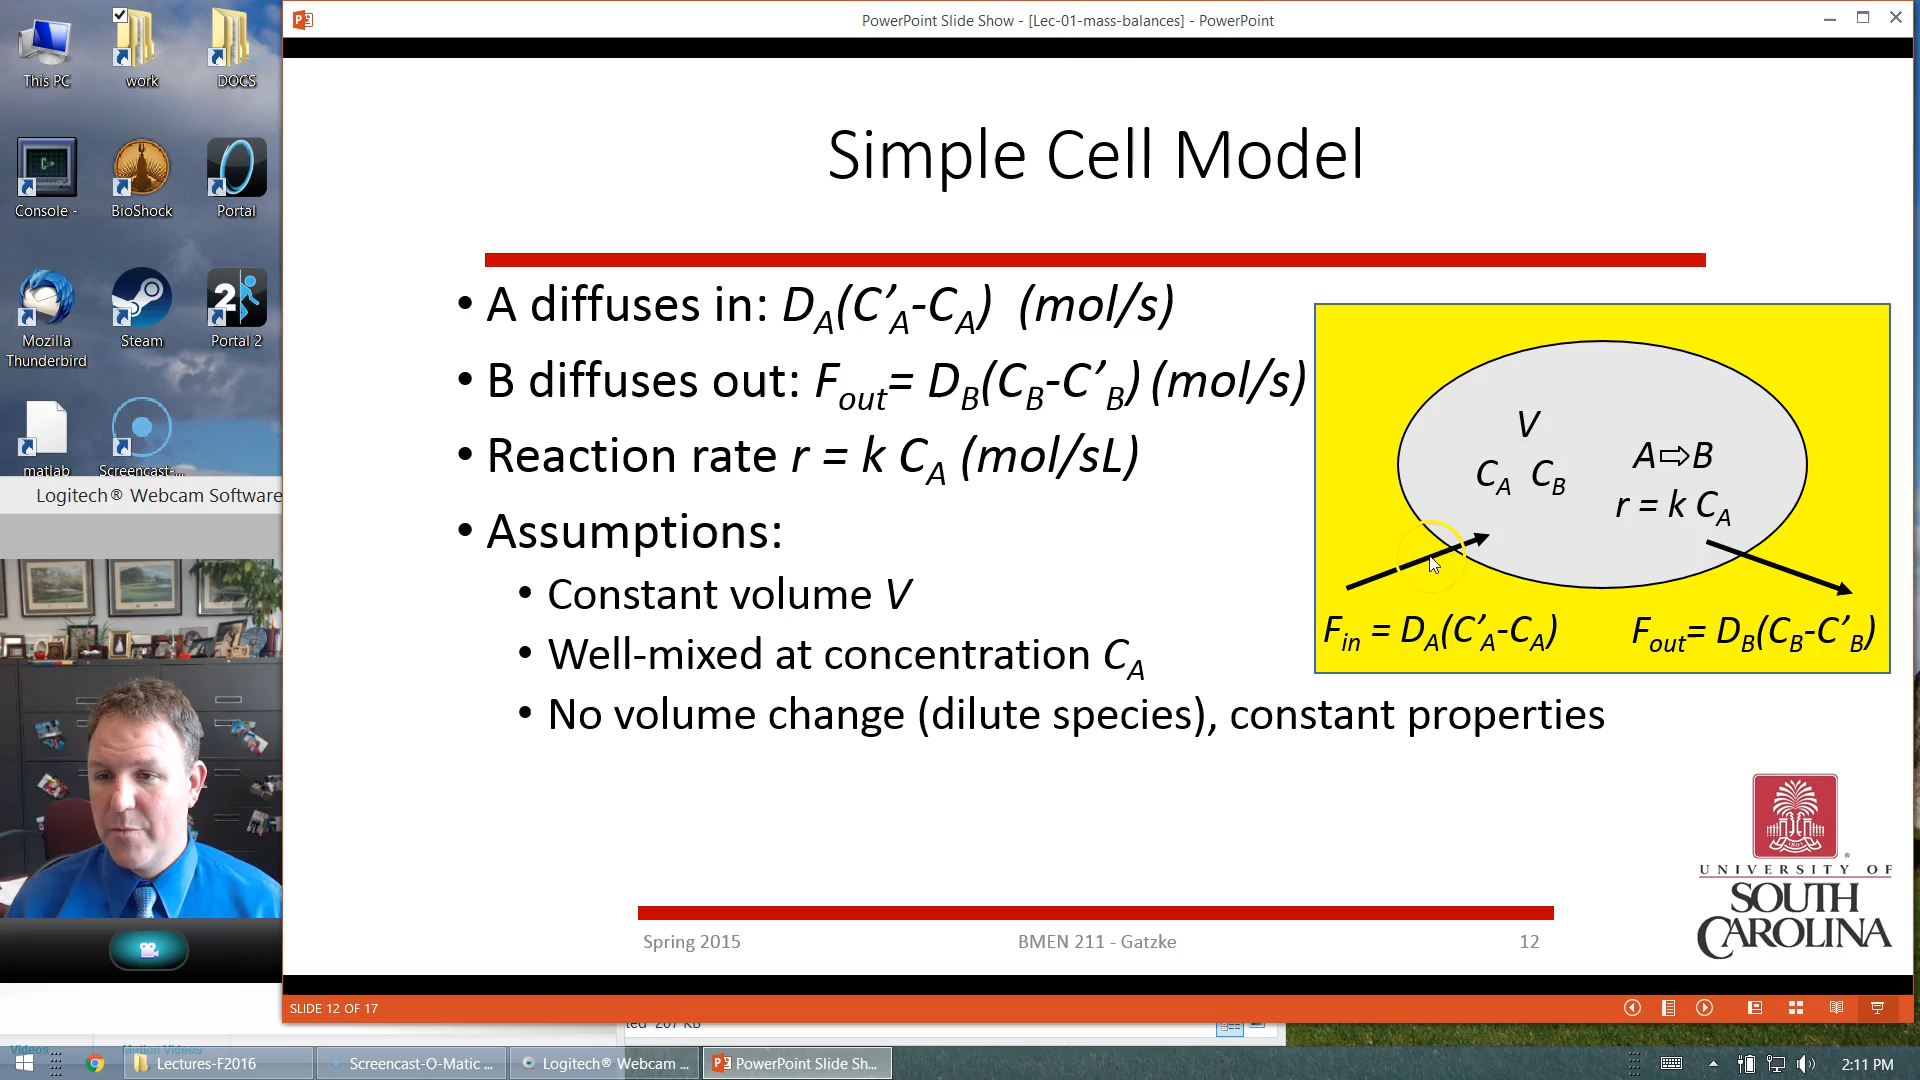 PowerPoint Slide Show - [Lec-01-mass-balances] - PowerPoint
This PC
work
DOCS
Console -
BioShock
Portal
Mozilla Thunderbird
Steam
Portal 2
matlab
Screencast-...
Logitech® Webcam Software
Simple Cell Model
• A diffuses in: D_A(C'_A-C_A) (mol/s)
• B diffuses out: F_out= D_B(C_B-C'_B) (mol/s)
• Reaction rate r = k C_A (mol/sL)
• Assumptions:
• Constant volume V
• Well-mixed at concentration C_A
• No volume change (dilute species), constant properties
V
C_A C_B
A⇨B
r = k C_A
F_in = D_A(C'_A-C_A)
F_out= D_B(C_B-C'_B)
UNIVERSITY OF
SOUTH
CAROLINA
Spring 2015
BMEN 211 - Gatzke
12
SLIDE 12 OF 17
207 KB
Videos
Motion Videos
Lectures-F2016
Screencast-O-Matic ...
Logitech® Webcam ...
PowerPoint Slide Sh...
2:11 PM